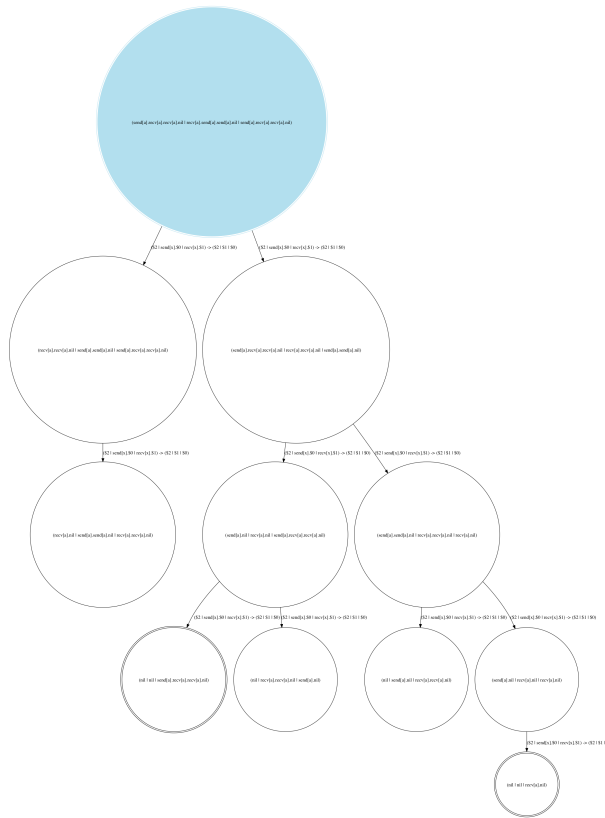 (send[a].recv[a].recv[a].nil | recv[a].send[a].send[a].nil | send[a].recv[a].recv[a].nil)
($2 | send[x].$0 | recv[x].$1) -> ($2 | $1 | $0)
($2 | send[x].$0 | recv[x].$1) -> ($2 | $1 | $0)
(recv[a].recv[a].nil | send[a].send[a].nil | send[a].recv[a].recv[a].nil)
(send[a].recv[a].recv[a].nil | recv[a].recv[a].nil | send[a].send[a].nil)
($2 | send[x].$0 | recv[x].$1) -> ($2 | $1 | $0)
($2 | send[x].$0 | recv[x].$1) -> ($2 | $1 | $0)
($2 | send[x].$0 | recv[x].$1) -> ($2 | $1 | $0)
(recv[a].nil | send[a].send[a].nil | recv[a].recv[a].nil)
(send[a].nil | recv[a].nil | send[a].recv[a].recv[a].nil)
(send[a].send[a].nil | recv[a].recv[a].nil | recv[a].nil)
($2 | send[x].$0 | recv[x].$1) -> ($2 | $1 | $0)
($2 | send[x].$0 | recv[x].$1) -> ($2 | $1 | $0)
($2 | send[x].$0 | recv[x].$1) -> ($2 | $1 | $0)
($2 | send[x].$0 | recv[x].$1) -> ($2 | $1 | $0)
(nil | nil | send[a].recv[a].recv[a].nil)
(nil | recv[a].recv[a].nil | send[a].nil)
(nil | send[a].nil | recv[a].recv[a].nil)
(send[a].nil | recv[a].nil | recv[a].nil)
($2 | send[x].$0 | recv[x].$1) -> ($2 | $1 |
(nil | nil | recv[a].nil)